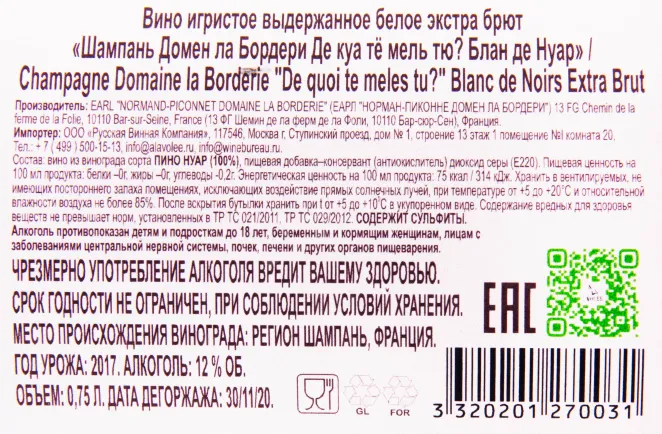 Вино игристое выдержанное белое экстра брют
«Шампань Домен ла Бордери Де куа тё мель тю? Блан де Нуар» /
Champagne Domaine la Borderie "De quoi te meles tu?" Blanc de Noirs Extra Brut
Производитель: EARL "NORMAND-PICONNET DOMAINE LA BORDERIE" (ЕАРЛ "НОРМАН-ПИКОННЕ ДОМЕН ЛА БОРДЕРИ") 13 FG Chemin de la
ferme de la Folie, 10110 Bar-sur-Seine, France (13 ФГ Шемин де ла ферм де ла Фоли, 10110 Бар-сюр-Сен), Франция.
Импортер: ООО «Русская Винная Компания», 117546, Москва г, Ступинский проезд, дом № 1, строение 13 этаж 1 помещение №I комната 20,
Тел.: + 7 ( 499) 500-15-13, info@alavolee.ru, info@winebureau.ru.
Состав: вино из винограда сорта ПИНО НУАР (100%), пищевая добавка–консервант (антиокислитель) диоксид серы (Е220). Пищевая ценность на
100 мл продукта: белки –0г, жиры –0г, углеводы -0.2г. Энергетическая ценность на 100 мл продукта: 75 ккал / 314 кДж. Хранить в вентилируемых, не
имеющих постороннего запаха помещениях, исключающих воздействие прямых солнечных лучей, при температуре от +5 до +20°С и относительной
влажности воздуха не более 85%. После вскрытия бутылки хранить при t от +5 до +10°С в укупоренном виде. Содержание вредных для здоровья
веществ не превышает норм, установленных в ТР ТС 021/2011, ТР ТС 029/2012. СОДЕРЖИТ СУЛЬФИТЫ.
Алкоголь противопоказан детям и подросткам до 18 лет, беременным и кормящим женщинам, лицам с
заболеваниями центральной нервной системы, почек, печени и других органов пищеварения.
ЧРЕЗМЕРНО УПОТРЕБЛЕНИЕ АЛКОГОЛЯ ВРЕДИТ ВАШЕМУ ЗДОРОВЬЮ.
СРОК ГОДНОСТИ НЕ ОГРАНИЧЕН, ПРИ СОБЛЮДЕНИИ УСЛОВИЙ ХРАНЕНИЯ.
МЕСТО ПРОИСХОЖДЕНИЯ ВИНОГРАДА: РЕГИОН ШАМПАНЬ, ФРАНЦИЯ.
ГОД УРОЖАЯ: 2017. АЛКОГОЛЬ: 12 % ОБ.
ОБЪЕМ: 0,75 Л. ДАТА ДЕГОРЖАЖА: 30/11/20.
EAC
GL
FOR
3 320201 270031